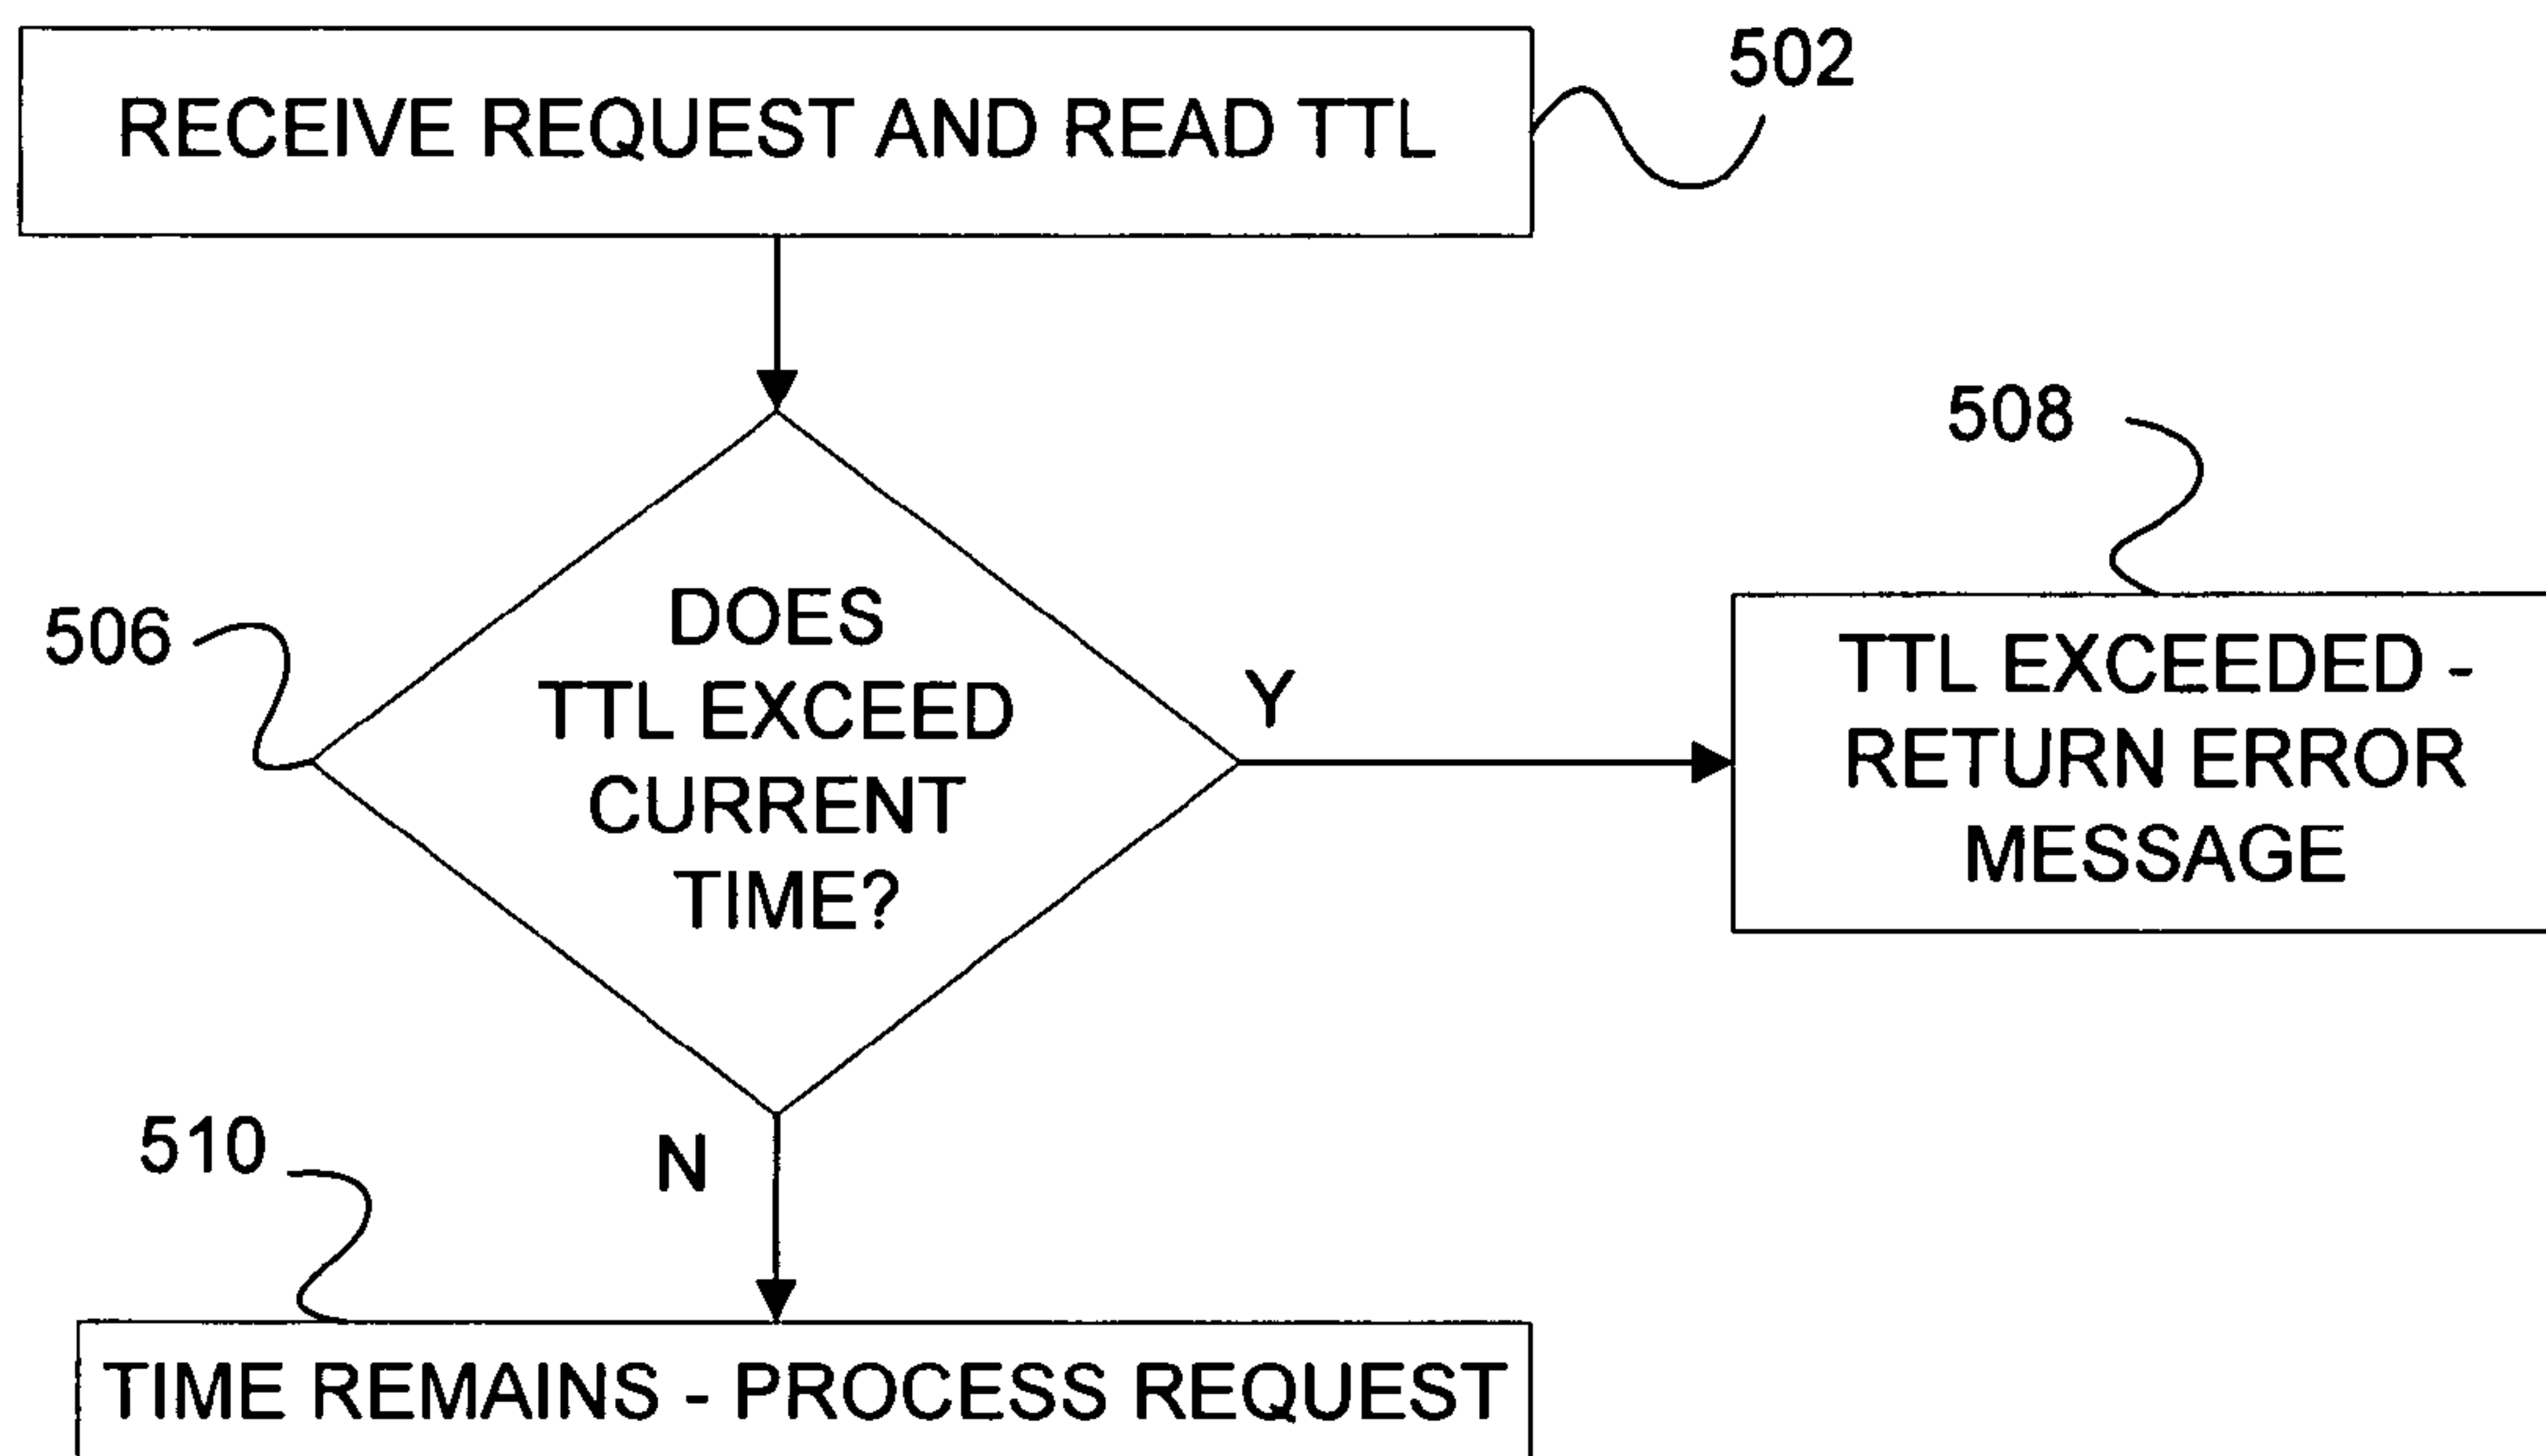 RECEIVE REQUEST AND READ TTL
502
508
506
DOES
TTL EXCEED
CURRENT
TIME?
Y
TTL EXCEEDED -
RETURN ERROR
MESSAGE
510
N
TIME REMAINS - PROCESS REQUEST